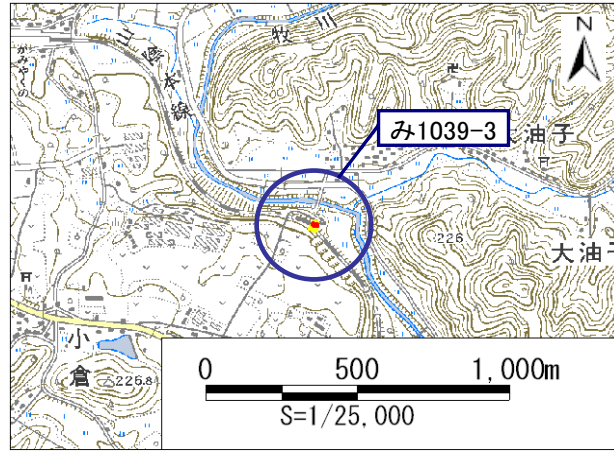 牧川
N
山陰本線
かみやくの
み1039-3
油子
226
大油子
小倉
226.8
0 500 1,000m
S=1/25,000